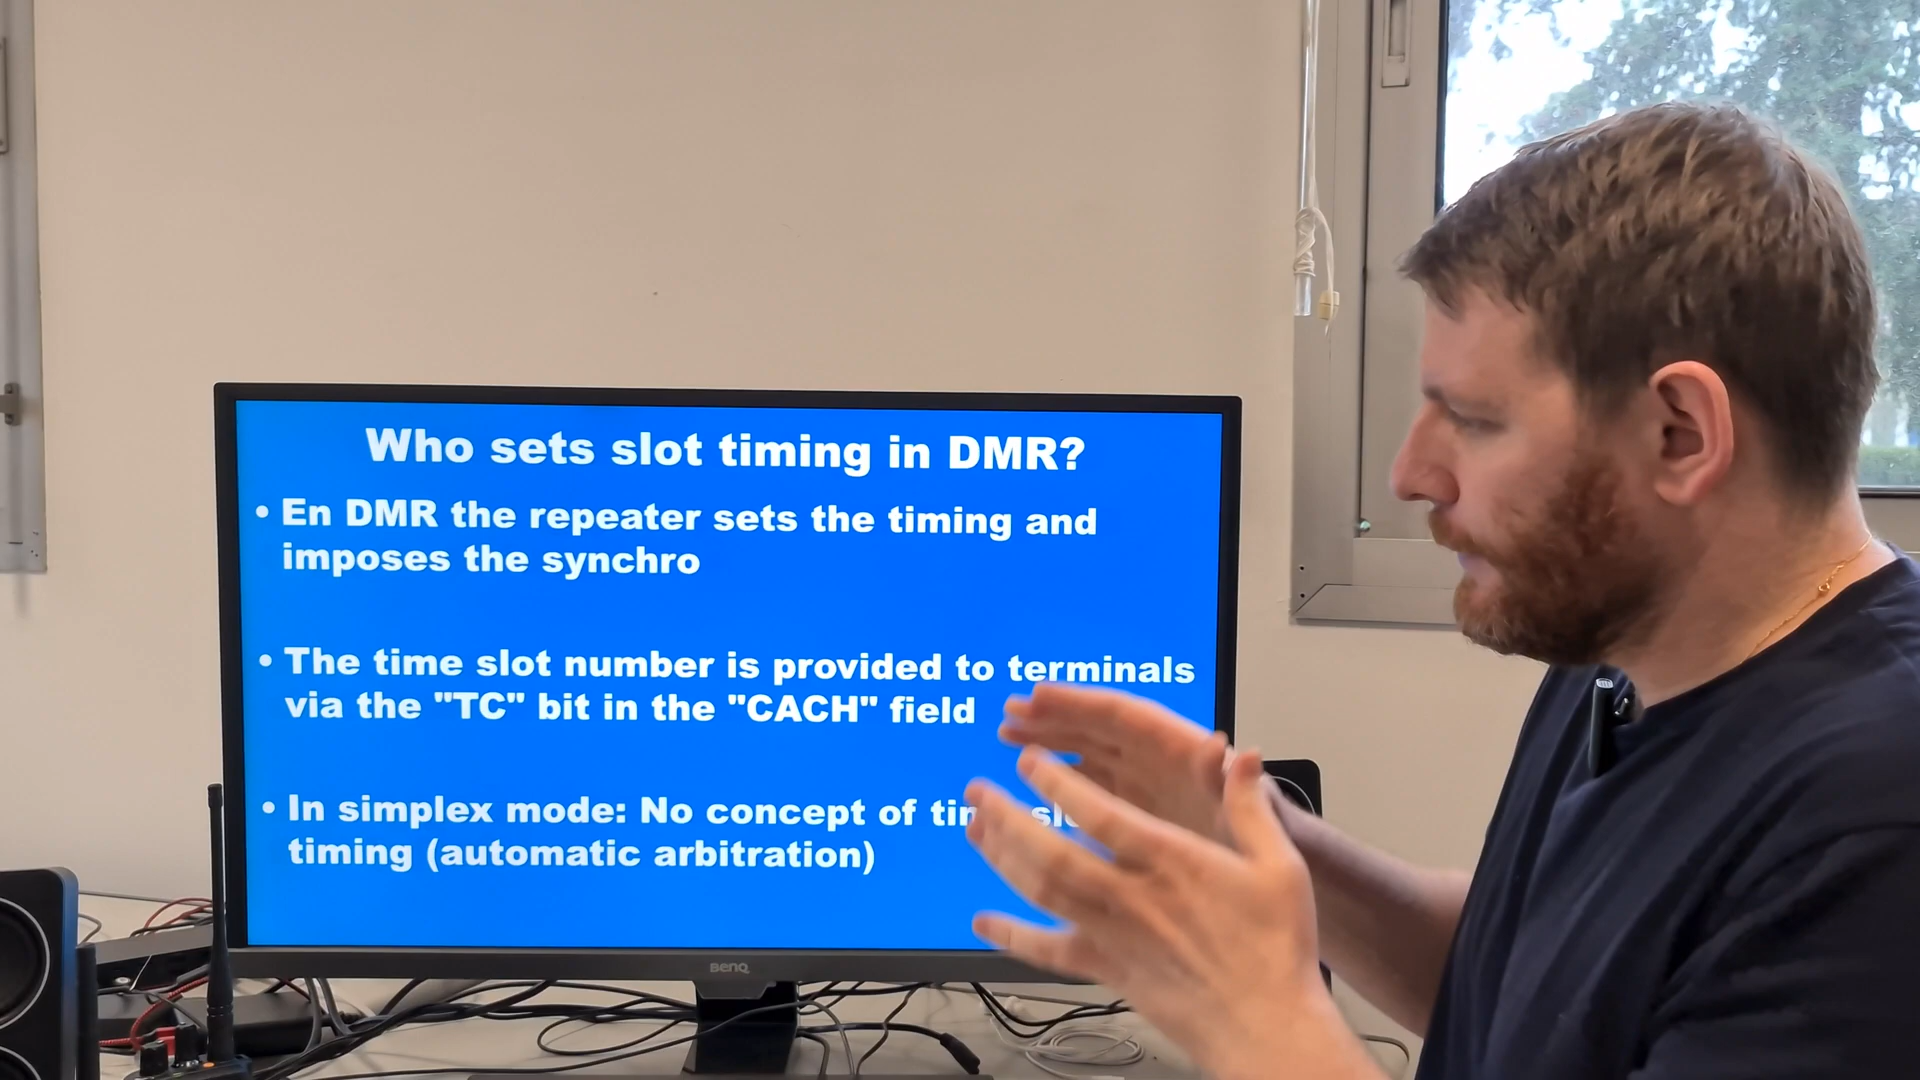 Who sets slot timing in DMR?
• En DMR the repeater sets the timing and
imposes the synchro
• The time slot number is provided to terminals
via the "TC" bit in the "CACH" field
• In simplex mode: No concept of
timing (automatic arbitration)
BenQ